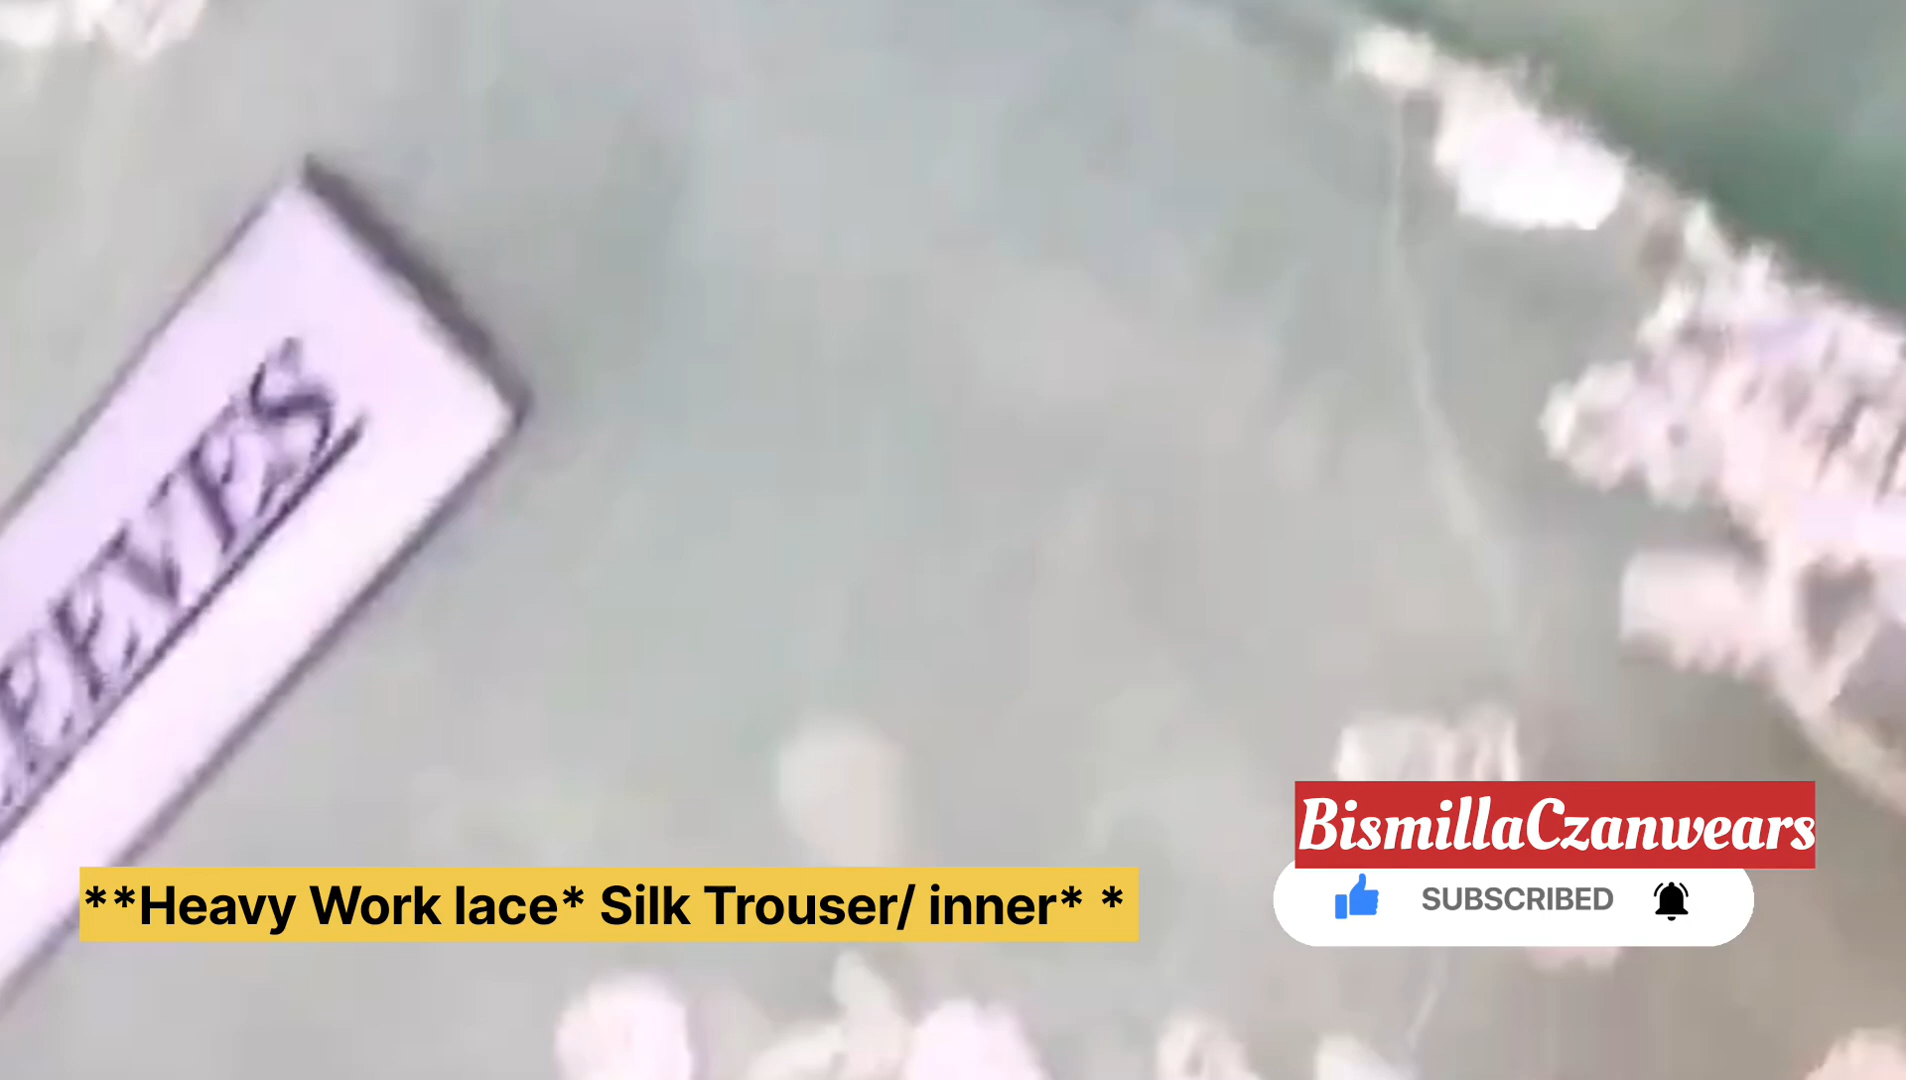 EEVES
BismillaCzanwears
**Heavy Work lace* Silk Trouser/ inner* *
SUBSCRIBED